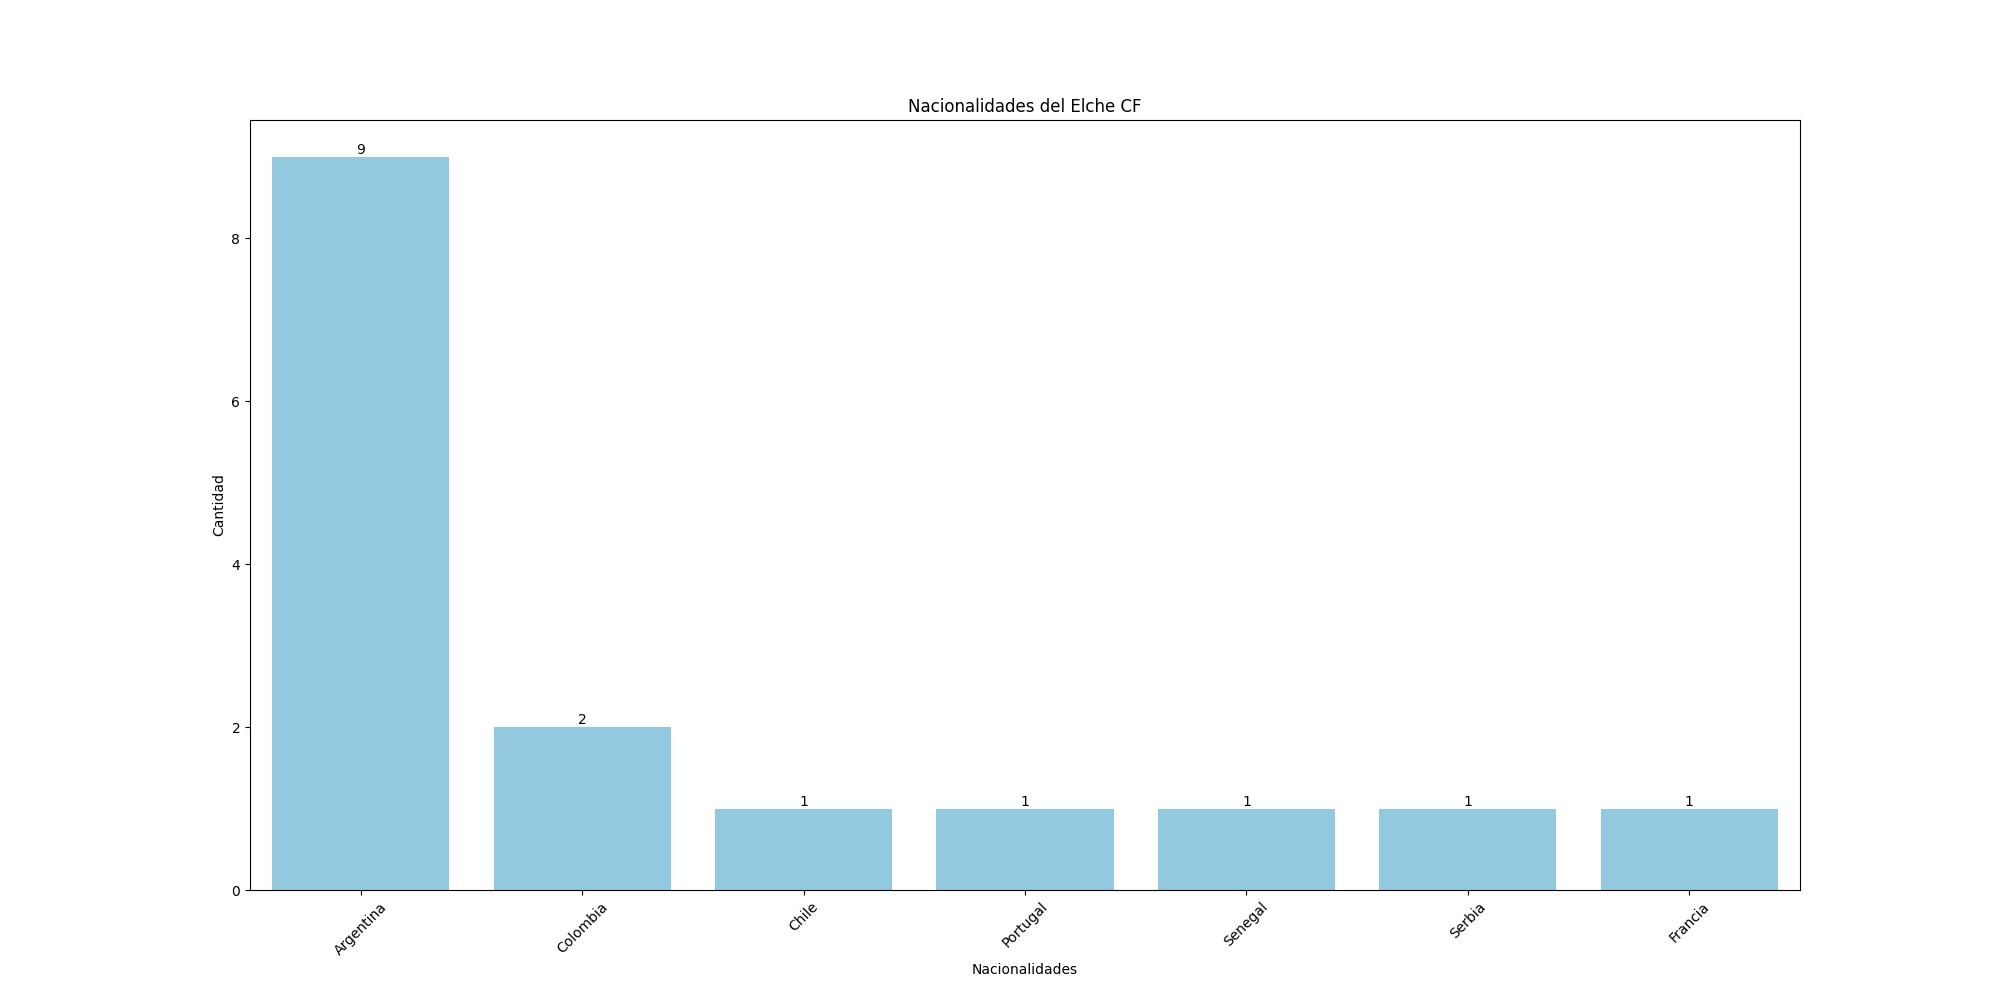 Nacionalidades del Elche CF
Cantidad
8
6
4
2
0
9
2
1
1
1
1
1
Argentina
Colombia
Chile
Portugal
Senegal
Serbia
Francia
Nacionalidades